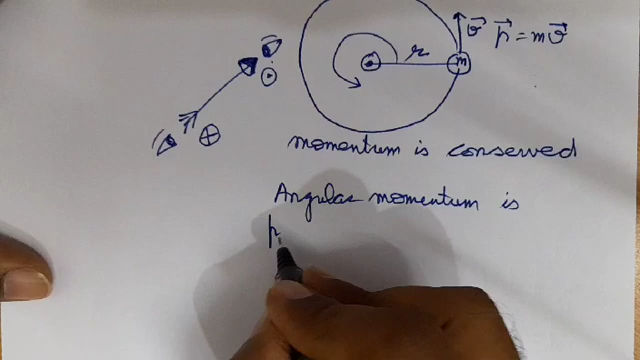 v⃗ p⃗ = mv⃗
r
m
momentum is conserved
Angular momentum is
p